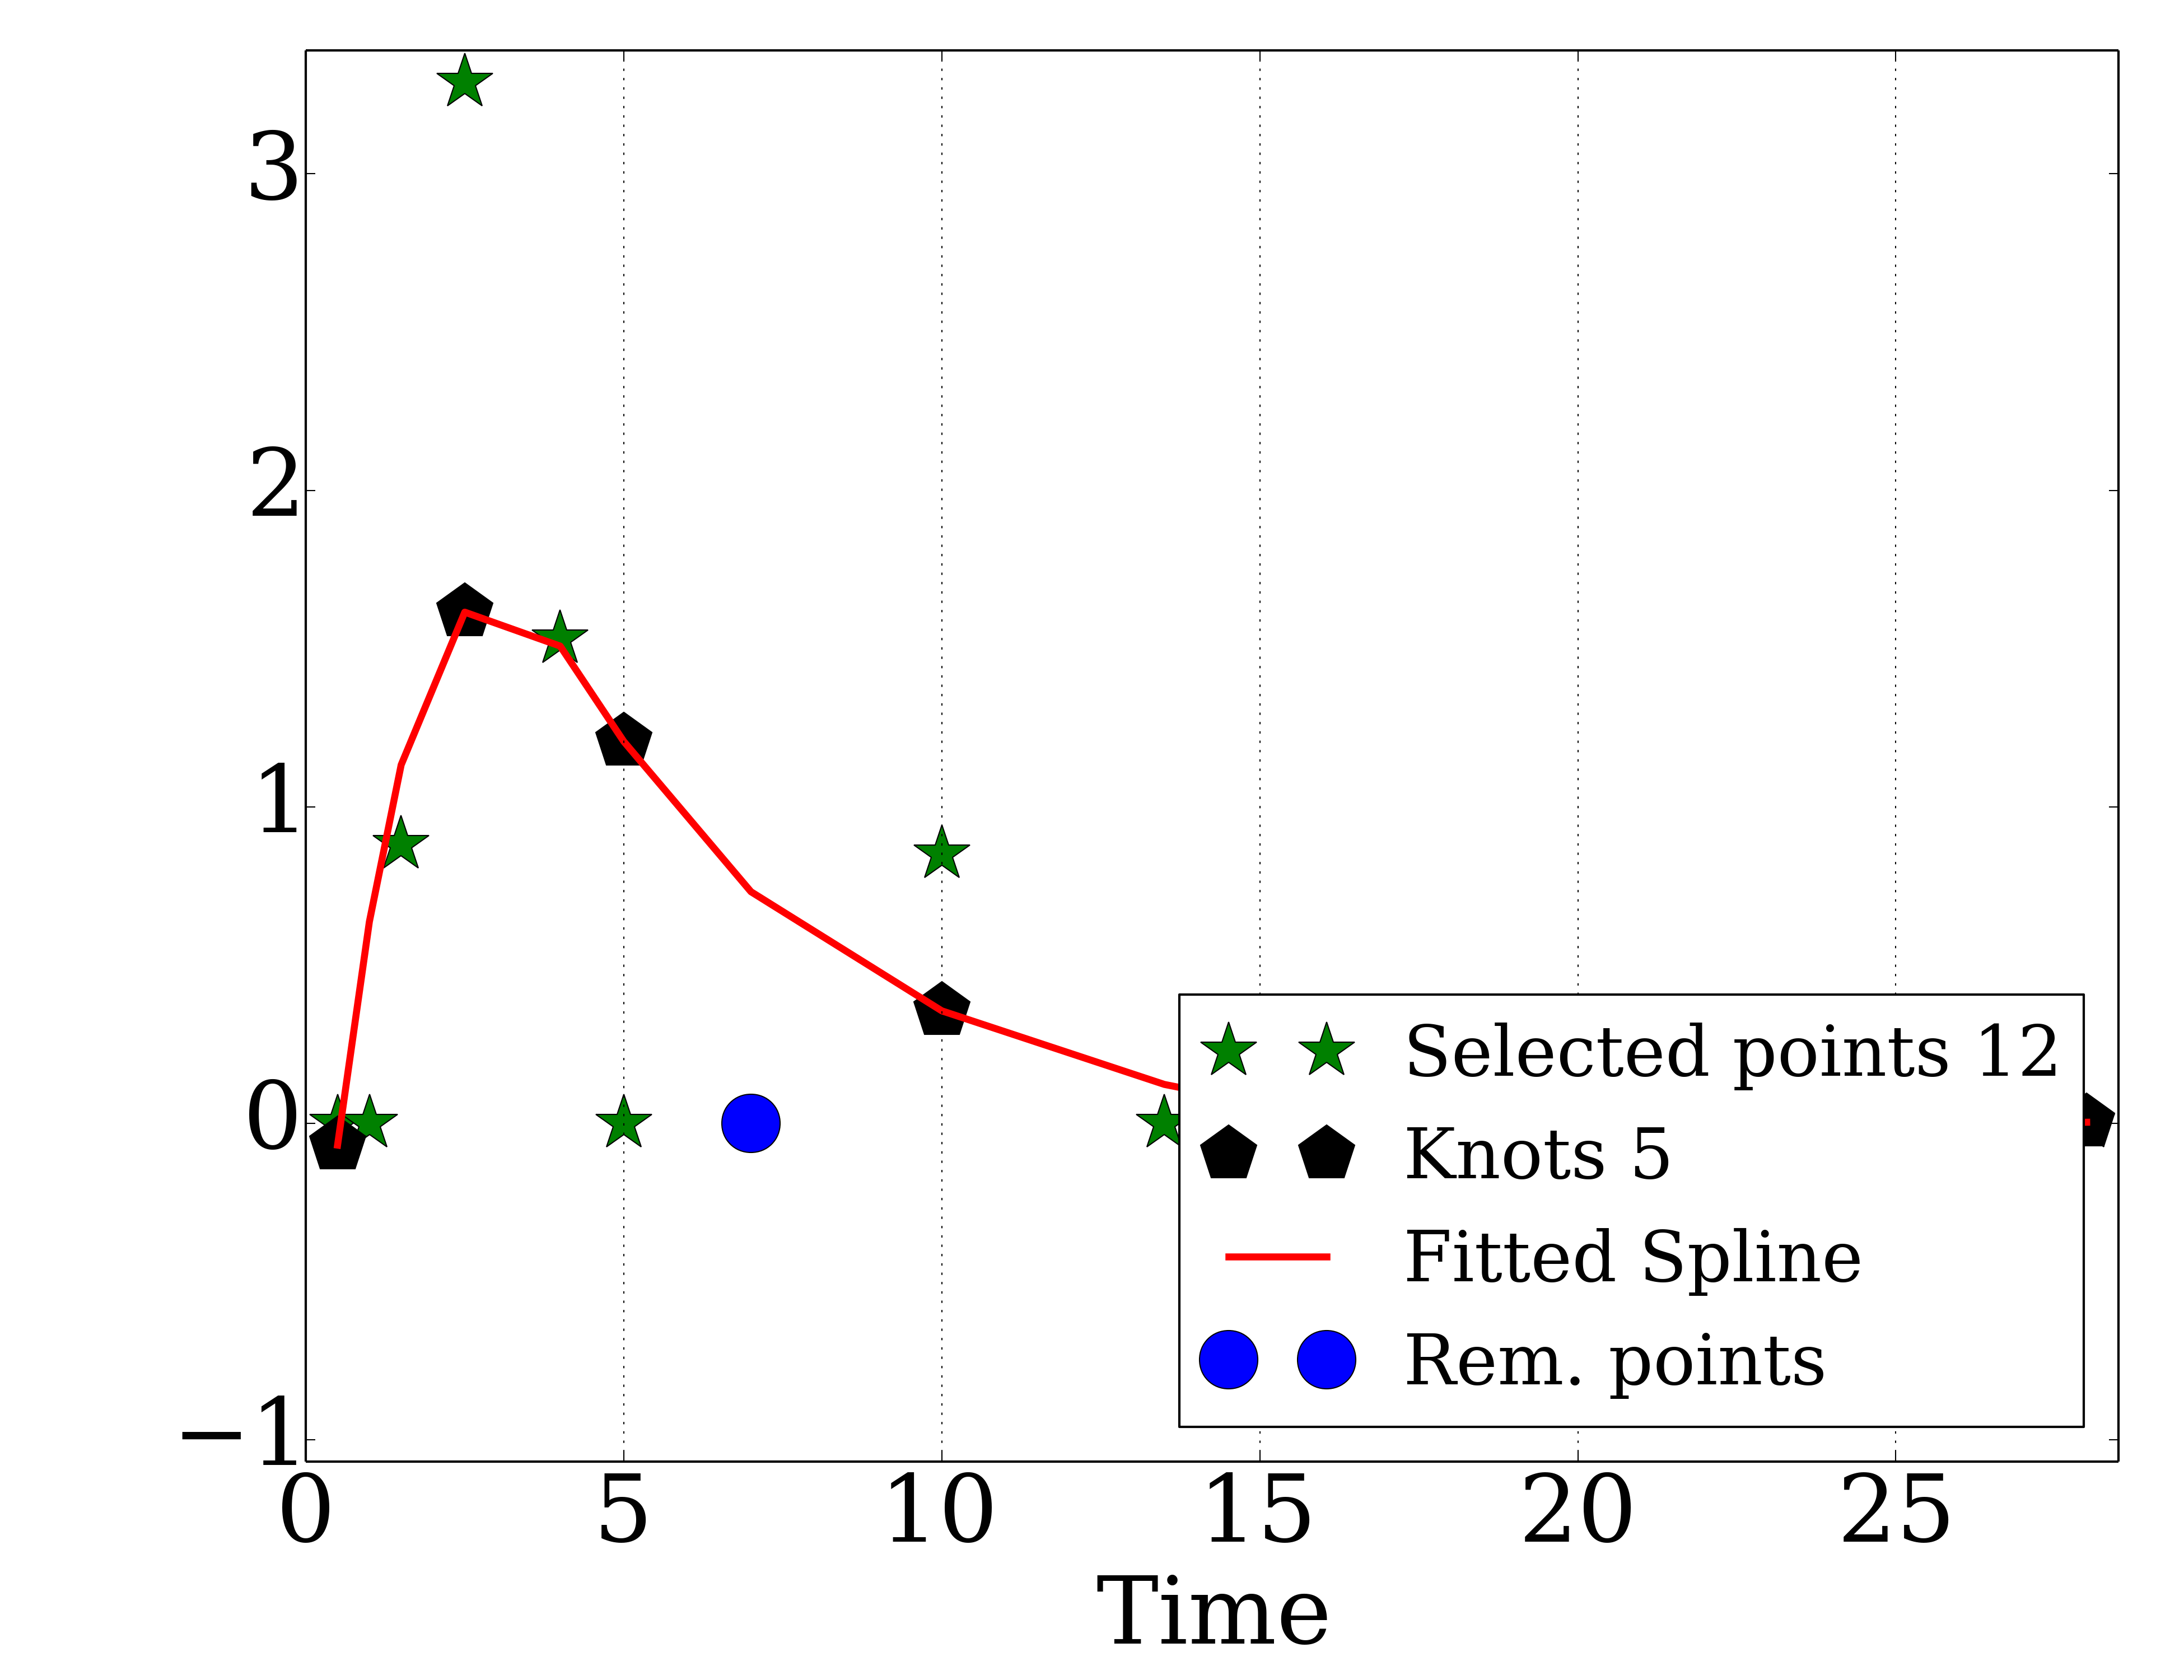 3
2
1
0
−1
0 5 10 15 20 25
Time
Selected points 12
Knots 5
Fitted Spline
Rem. points